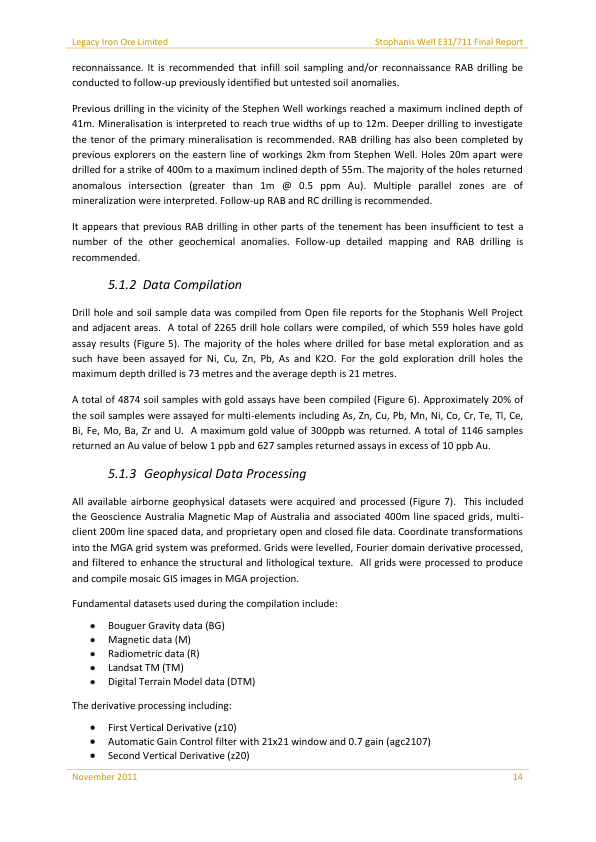 Legacy Iron Ore Limited Stophanis Well E31/711 Final Report
reconnaissance. It is recommended that infill soil sampling and/or reconnaissance RAB drilling be
conducted to follow-up previously identified but untested soil anomalies.
Previous drilling in the vicinity of the Stephen Well workings reached a maximum inclined depth of
41m. Mineralisation is interpreted to reach true widths of up to 12m. Deeper drilling to investigate
the tenor of the primary mineralisation is recommended. RAB drilling has also been completed by
previous explorers on the eastern line of workings 2km from Stephen Well. Holes 20m apart were
drilled for a strike of 400m to a maximum inclined depth of 55m. The majority of the holes returned
anomalous intersection (greater than 1m @ 0.5 ppm Au). Multiple parallel zones are of
mineralization were interpreted. Follow-up RAB and RC drilling is recommended.
It appears that previous RAB drilling in other parts of the tenement has been insufficient to test a
number of the other geochemical anomalies. Follow-up detailed mapping and RAB drilling is
recommended.
5.1.2 Data Compilation
Drill hole and soil sample data was compiled from Open file reports for the Stophanis Well Project
and adjacent areas. A total of 2265 drill hole collars were compiled, of which 559 holes have gold
assay results (Figure 5). The majority of the holes where drilled for base metal exploration and as
such have been assayed for Ni, Cu, Zn, Pb, As and K2O. For the gold exploration drill holes the
maximum depth drilled is 73 metres and the average depth is 21 metres.
A total of 4874 soil samples with gold assays have been compiled (Figure 6). Approximately 20% of
the soil samples were assayed for multi-elements including As, Zn, Cu, Pb, Mn, Ni, Co, Cr, Te, Tl, Ce,
Bi, Fe, Mo, Ba, Zr and U. A maximum gold value of 300ppb was returned. A total of 1146 samples
returned an Au value of below 1 ppb and 627 samples returned assays in excess of 10 ppb Au.
5.1.3 Geophysical Data Processing
All available airborne geophysical datasets were acquired and processed (Figure 7). This included
the Geoscience Australia Magnetic Map of Australia and associated 400m line spaced grids, multi-
client 200m line spaced data, and proprietary open and closed file data. Coordinate transformations
into the MGA grid system was preformed. Grids were levelled, Fourier domain derivative processed,
and filtered to enhance the structural and lithological texture. All grids were processed to produce
and compile mosaic GIS images in MGA projection.
Fundamental datasets used during the compilation include:
• Bouguer Gravity data (BG)
• Magnetic data (M)
• Radiometric data (R)
• Landsat TM (TM)
• Digital Terrain Model data (DTM)
The derivative processing including:
• First Vertical Derivative (z10)
• Automatic Gain Control filter with 21x21 window and 0.7 gain (agc2107)
• Second Vertical Derivative (z20)
November 2011 14